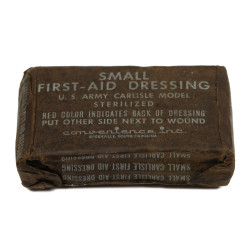 SMALL
FIRST-AID DRESSING
U. S. ARMY CARLISLE MODEL
STERILIZED
RED COLOR INDICATES BACK OF DRESSING
PUT OTHER SIDE NEXT TO WOUND
convenience, inc.
SMALL CARLISLE FIRST AID DRESSING